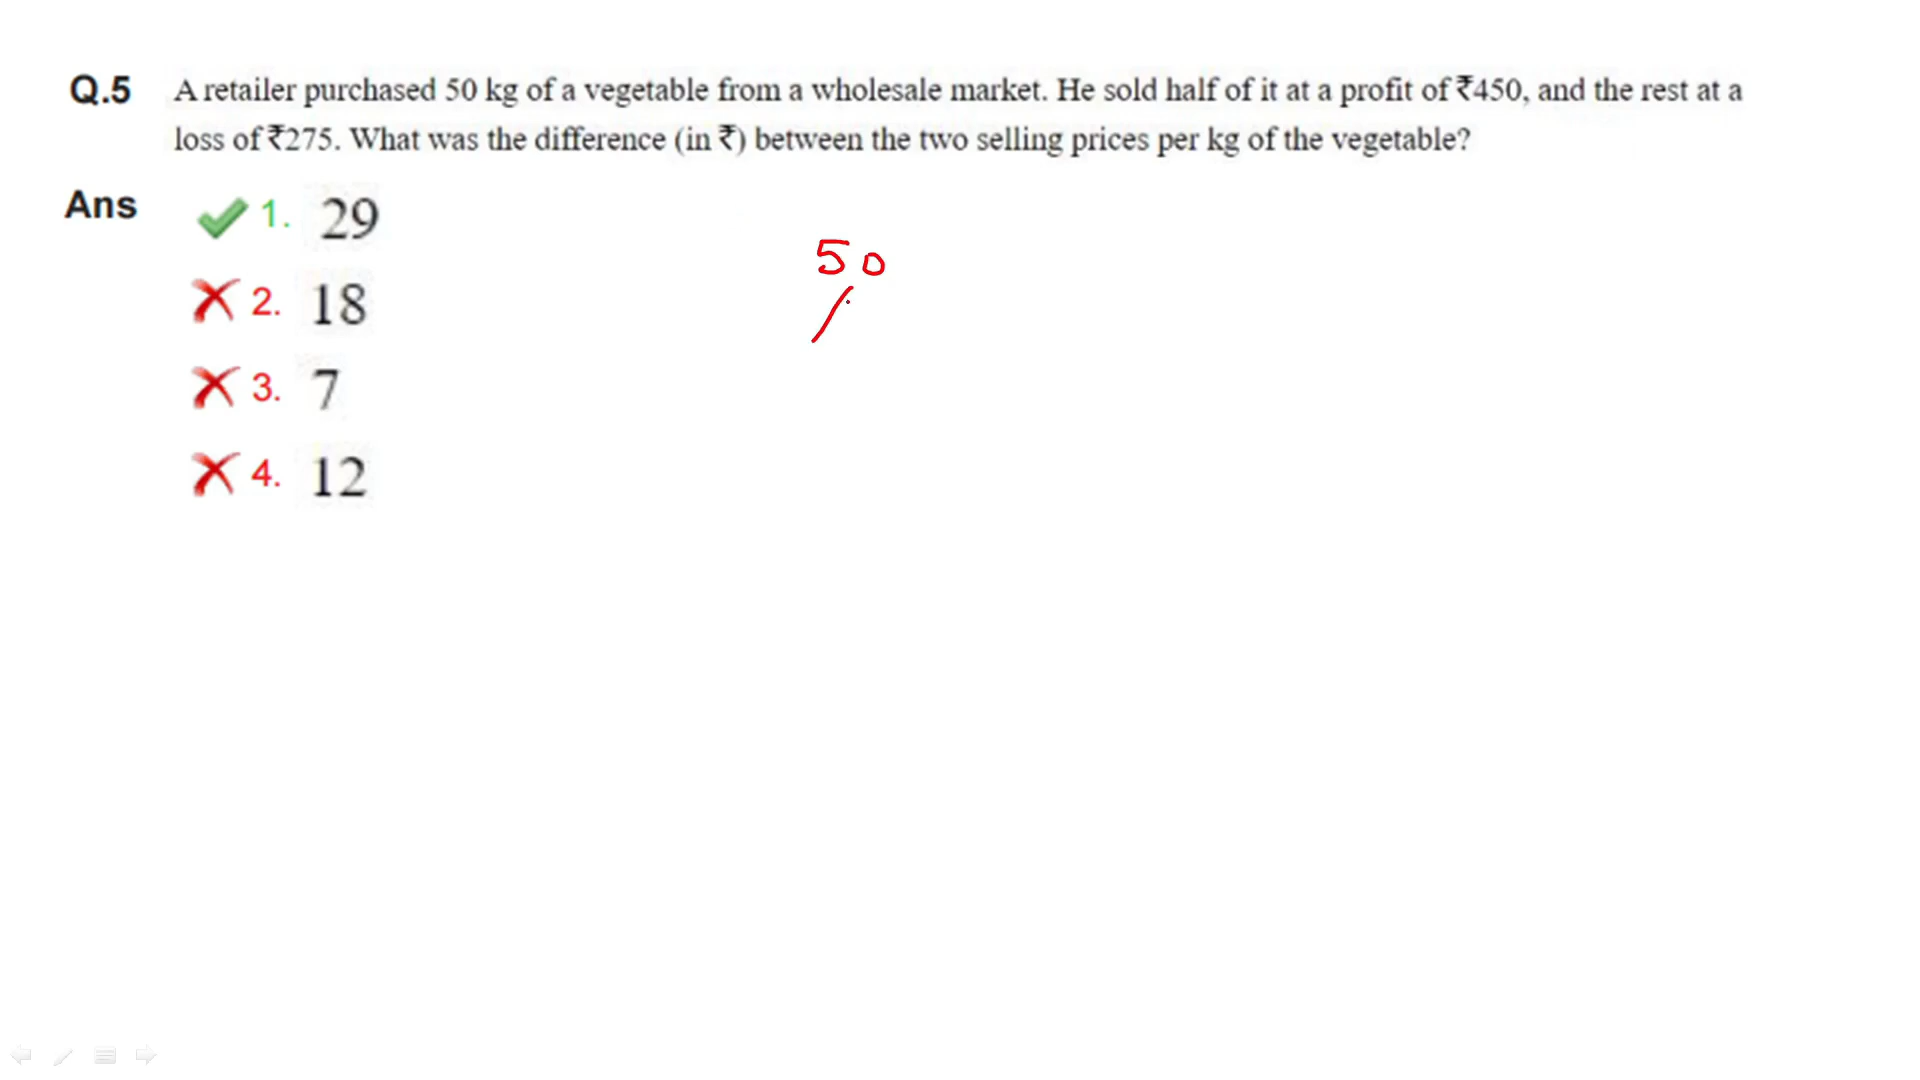 Q.5 A retailer purchased 50 kg of a vegetable from a wholesale market. He sold half of it at a profit of ₹450, and the rest at a
loss of ₹275. What was the difference (in ₹) between the two selling prices per kg of the vegetable?
Ans 1. 29
50
2. 18
3. 7
4. 12